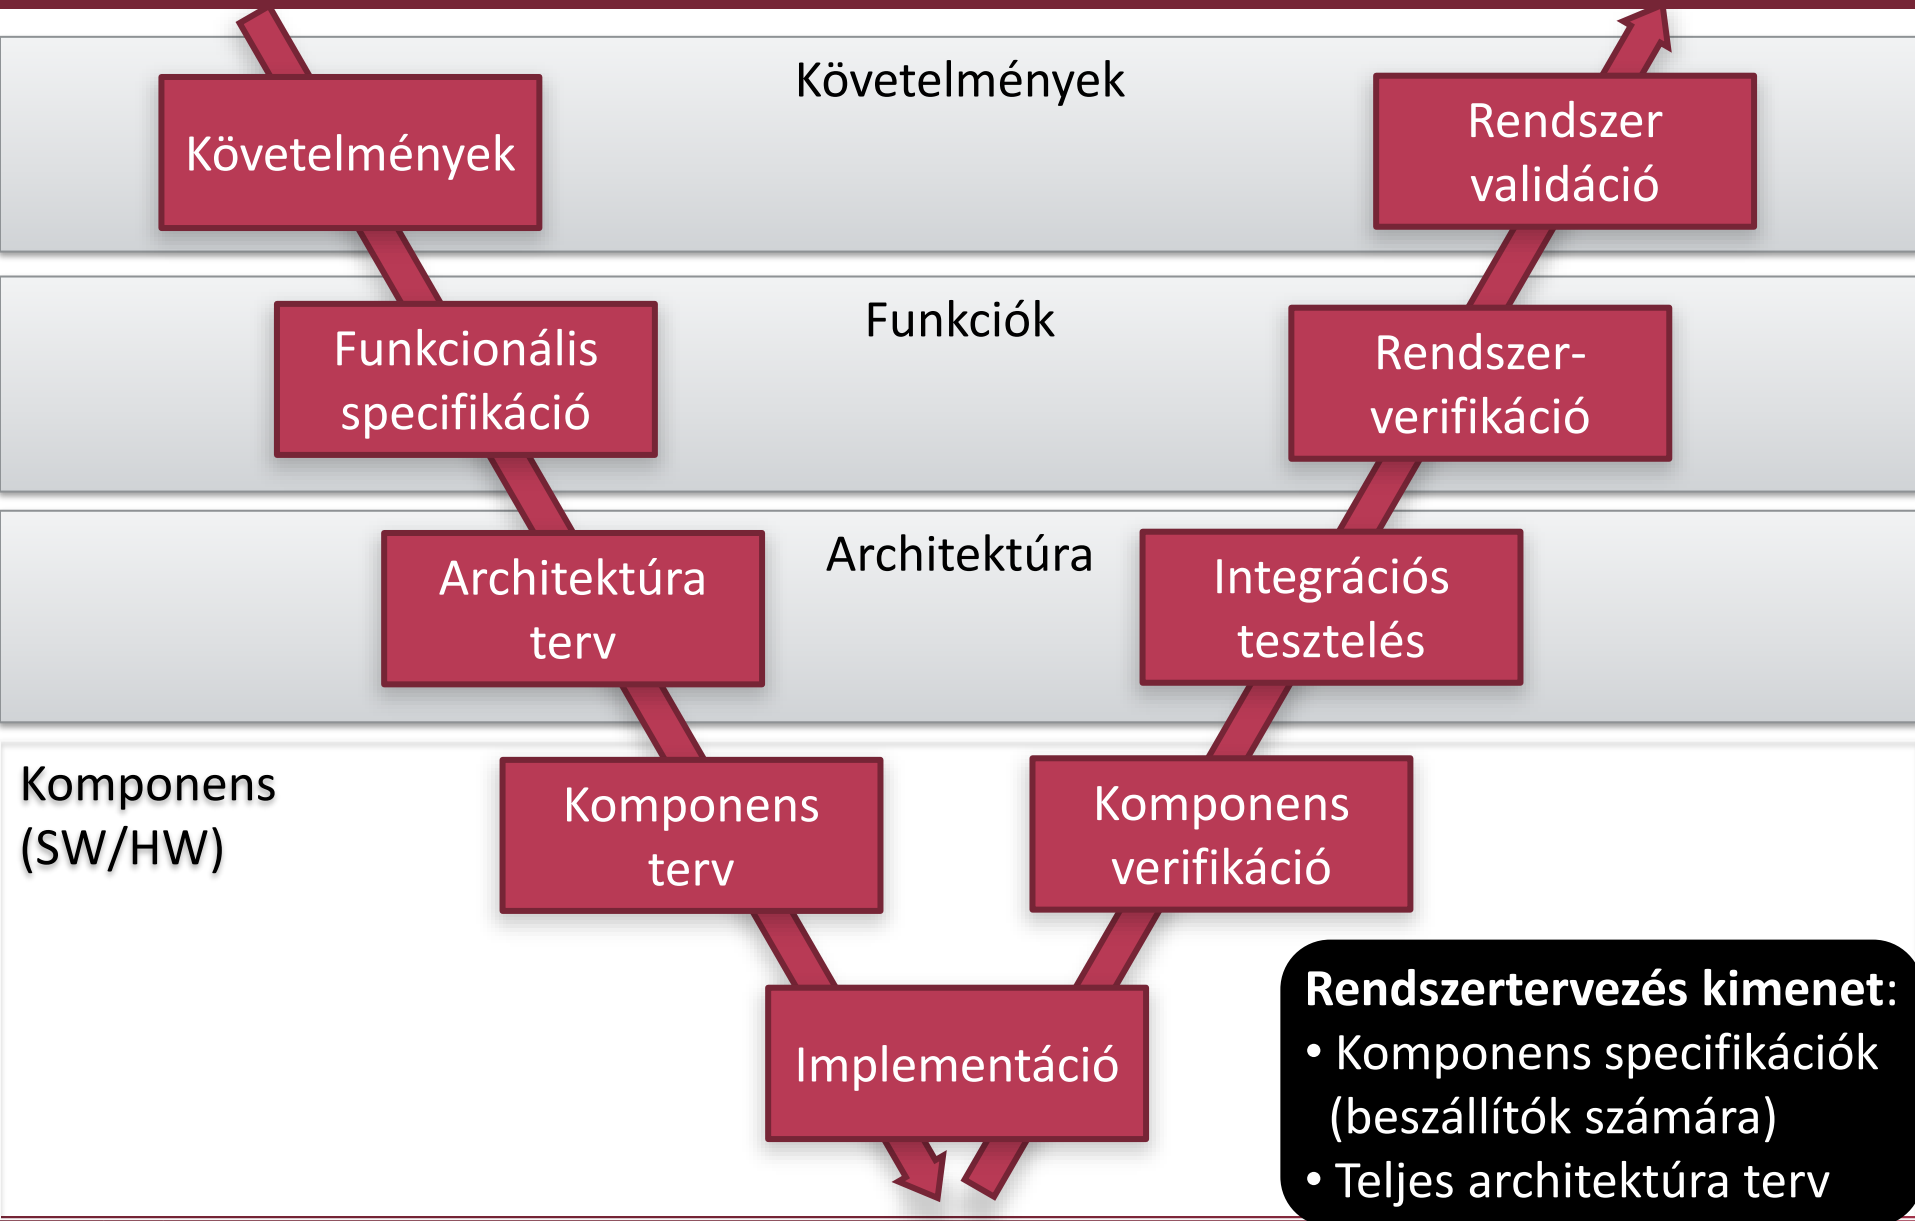 Követelmények
Követelmények
Rendszer
validáció
Funkciók
Funkcionális
specifikáció
Rendszer-
verifikáció
Architektúra
Architektúra
terv
Integrációs
tesztelés
Komponens
(SW/HW)
Komponens
terv
Komponens
verifikáció
Implementáció
Rendszertervezés kimenet:
• Komponens specifikációk
(beszállítók számára)
• Teljes architektúra terv